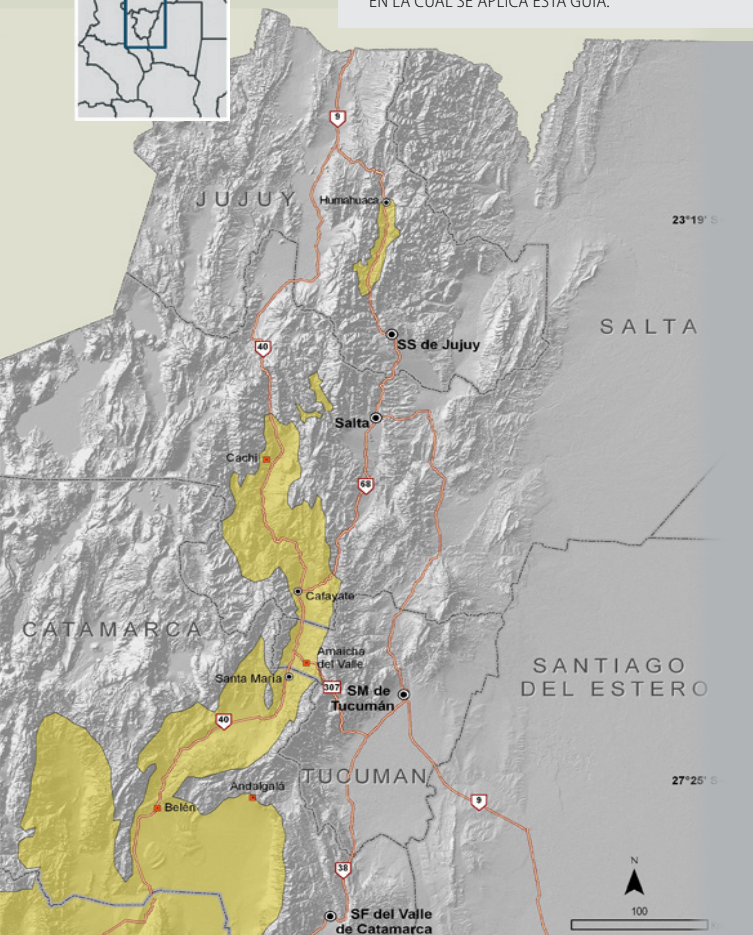 EN LA CUAL SE APLICA ESTA GUÍA.
9
JUJUY
Humahuaca
23°19' S
SALTA
SS de Jujuy
40
Salta
Cachi
68
Cafayate
CATAMARCA
Amaicha
del Valle
Santa María
SANTIAGO
DEL ESTERO
307
SM de
Tucumán
40
TUCUMAN
27°25' S
Andalgalá
Belén
9
N
38
100
SF del Valle
de Catamarca